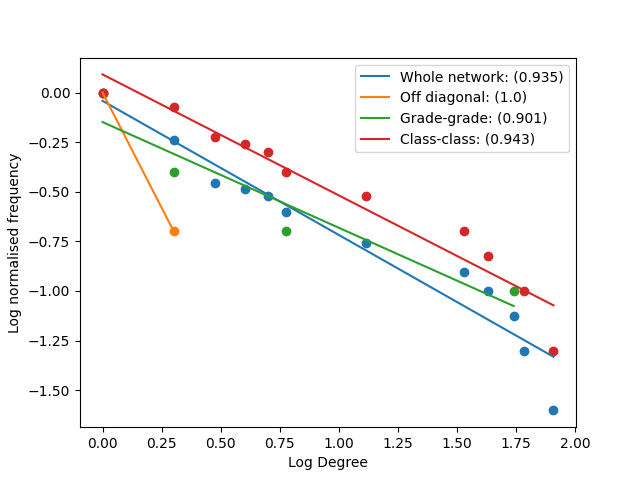 Whole network: (0.935)
Off diagonal: (1.0)
Grade-grade: (0.901)
Class-class: (0.943)
Log normalised frequency
0.00
−0.25
−0.50
−0.75
−1.00
−1.25
−1.50
0.00 0.25 0.50 0.75 1.00 1.25 1.50 1.75 2.00
Log Degree